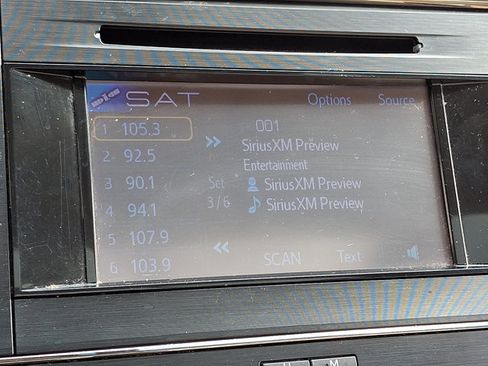 SAT
Options
Source
1 105.3
2 92.5
3 90.1
4 94.1
5 107.9
6 103.9
Set
3/6
001
SiriusXM Preview
Entertainment
SiriusXM Preview
SiriusXM Preview
SCAN
Text
M